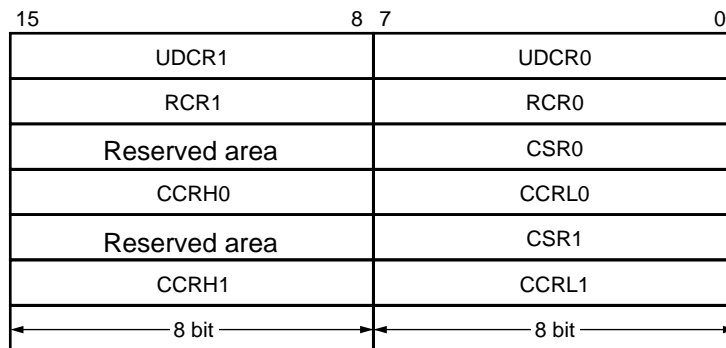 15 8 7 0
UDCR1 UDCR0
RCR1 RCR0
Reserved area CSR0
CCRH0 CCRL0
Reserved area CSR1
CCRH1 CCRL1
8 bit 8 bit